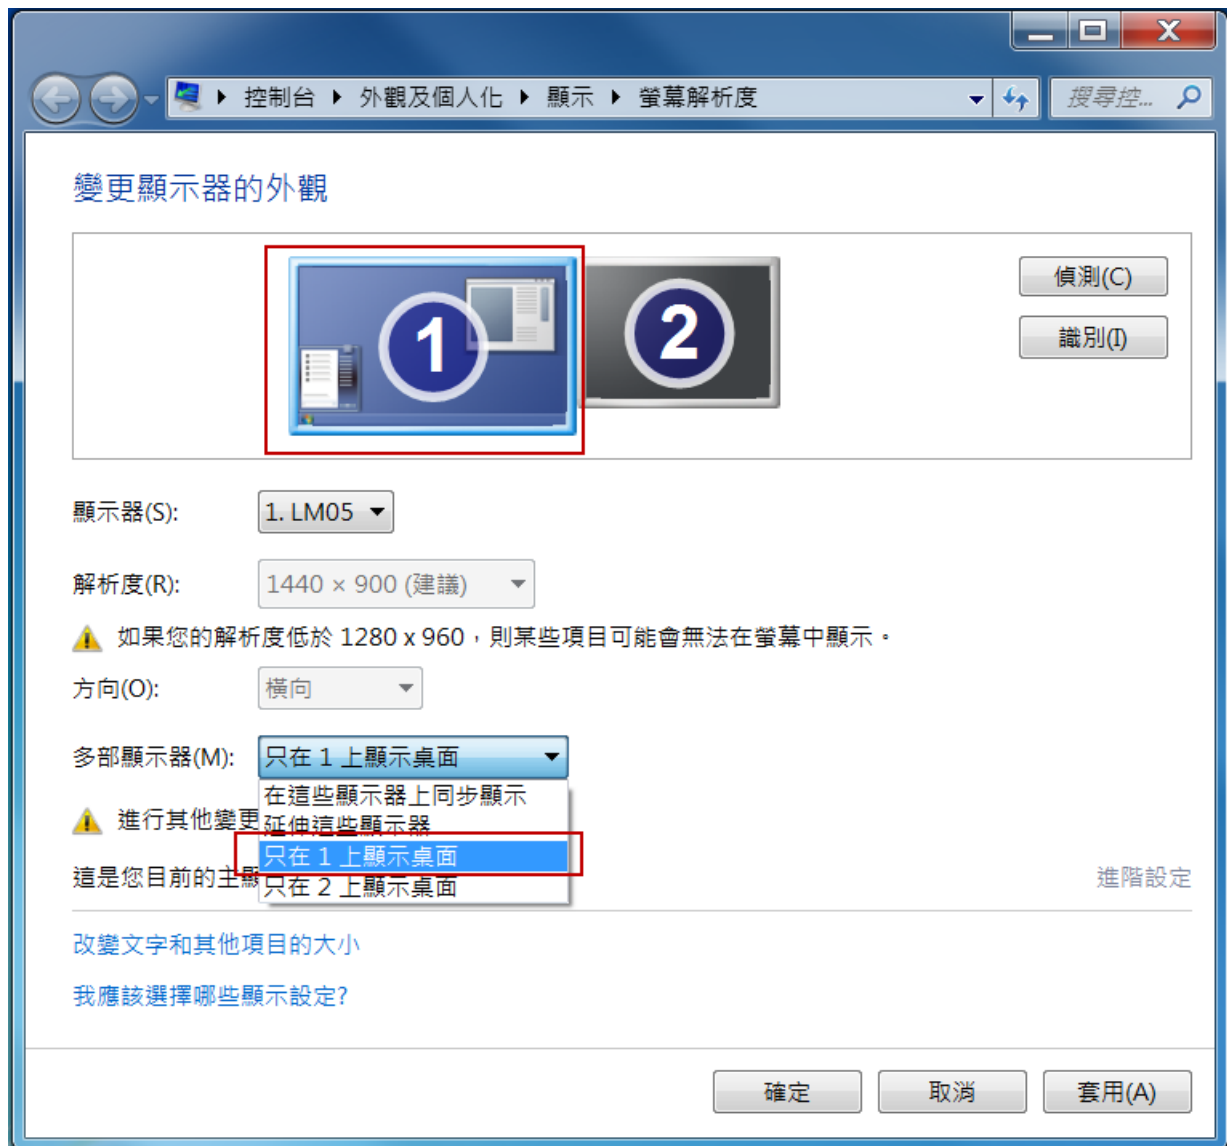 控制台 外觀及個人化 顯示 螢幕解析度 搜尋控...
變更顯示器的外觀
1 2
偵測(C)
識別(I)
顯示器(S): 1. LM05
解析度(R): 1440 × 900 (建議)
如果您的解析度低於 1280 x 960，則某些項目可能會無法在螢幕中顯示。
方向(O): 橫向
多部顯示器(M): 只在 1 上顯示桌面
在這些顯示器上同步顯示
進行其他變更
延伸這些顯示器
只在 1 上顯示桌面
這是您目前的主顯
只在 2 上顯示桌面
進階設定
改變文字和其他項目的大小
我應該選擇哪些顯示設定?
確定 取消 套用(A)